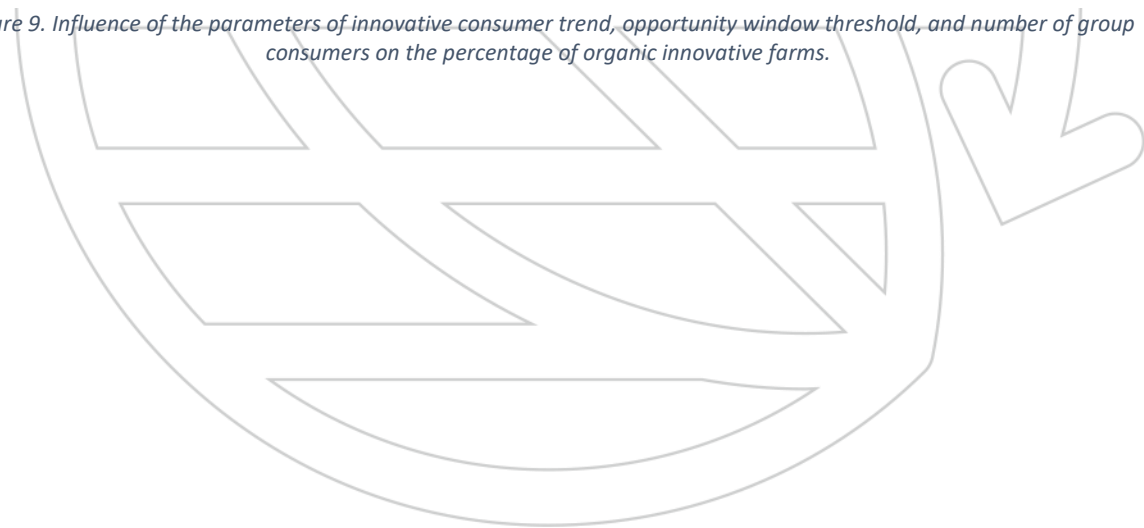 re 9. Influence of the parameters of innovative consumer trend, opportunity window threshold, and number of group
consumers on the percentage of organic innovative farms.